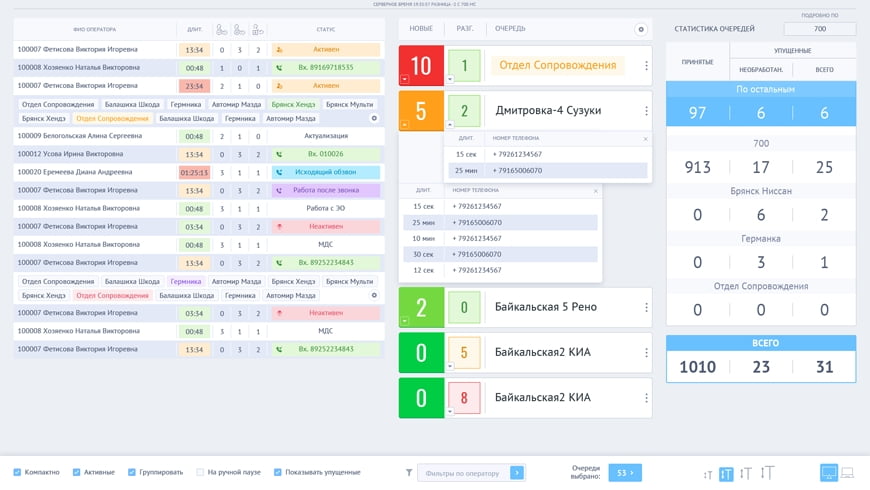 СЕРВЕРНОЕ ВРЕМЯ 19:35:57 РАЗНИЦА -2 С 700 МС
ФИО ОПЕРАТОРА ДЛИТ. СТАТУС
100007 Фетисова Виктория Игоревна 13:34 0 3 2 Активен
100008 Хозяенко Наталья Викторовна 00:48 1 0 1 Вх. 89169718535
100007 Фетисова Виктория Игоревна 23:34 2 1 0 Активен
Отдел Сопровождения Балашиха Шкода Гермника Автомир Мазда Брянск Хендэ Брянск Мульти
Брянск Хендэ Отдел Сопровождения Балашиха Шкода Гермника Автомир Мазда
100009 Белогольская Алина Сергеевна 00:48 2 1 0 Актуализация
100012 Усова Ирина Викторовна 13:34 0 3 2 Вх. 010026
100020 Еремеева Диана Андреевна 01:25:13 3 1 1 Исходящий обзвон
100007 Фетисова Виктория Игоревна 13:34 0 3 2 Работа после звонка
100008 Хозяенко Наталья Викторовна 00:48 3 1 1 Работа с ЭО
100007 Фетисова Виктория Игоревна 03:34 0 3 2 Неактивен
100008 Хозяенко Наталья Викторовна 00:48 3 1 1 МДС
100007 Фетисова Виктория Игоревна 13:34 0 3 2 Вх. 89252234843
Отдел Сопровождения Балашиха Шкода Гермника Автомир Мазда Брянск Хендэ Брянск Мульти
Брянск Хендэ Отдел Сопровождения Балашиха Шкода Гермника Автомир Мазда
100007 Фетисова Виктория Игоревна 03:34 0 3 2 Неактивен
100008 Хозяенко Наталья Викторовна 00:48 3 1 1 МДС
100007 Фетисова Виктория Игоревна 13:34 0 3 2 Вх. 89252234843
НОВЫЕ РАЗГ. ОЧЕРЕДЬ
10 1 Отдел Сопровождения
5 2 Дмитровка-4 Сузуки
ДЛИТ. НОМЕР ТЕЛЕФОНА
15 сек + 79261234567
25 мин + 79165006070
ДЛИТ. НОМЕР ТЕЛЕФОНА
15 сек + 79261234567
25 мин + 79165006070
10 мин + 79261234567
30 сек + 79165006070
12 сек + 79261234567
2 0 Байкальская 5 Рено
0 5 Байкальская2 КИА
0 8 Байкальская2 КИА
ПОДРОБНО ПО
СТАТИСТИКА ОЧЕРЕДЕЙ 700
ПРИНЯТЫЕ УПУЩЕННЫЕ
НЕОБРАБОТАН. ВСЕГО
По остальным
97 6 6
700
913 17 25
Брянск Ниссан
0 6 2
Германка
0 3 1
Отдел Сопровождения
0 0 0
ВСЕГО
1010 23 31
Компактно Активные Группировать На ручной паузе Показывать упущенные
Фильтры по оператору
Очереди
выбрано: 53